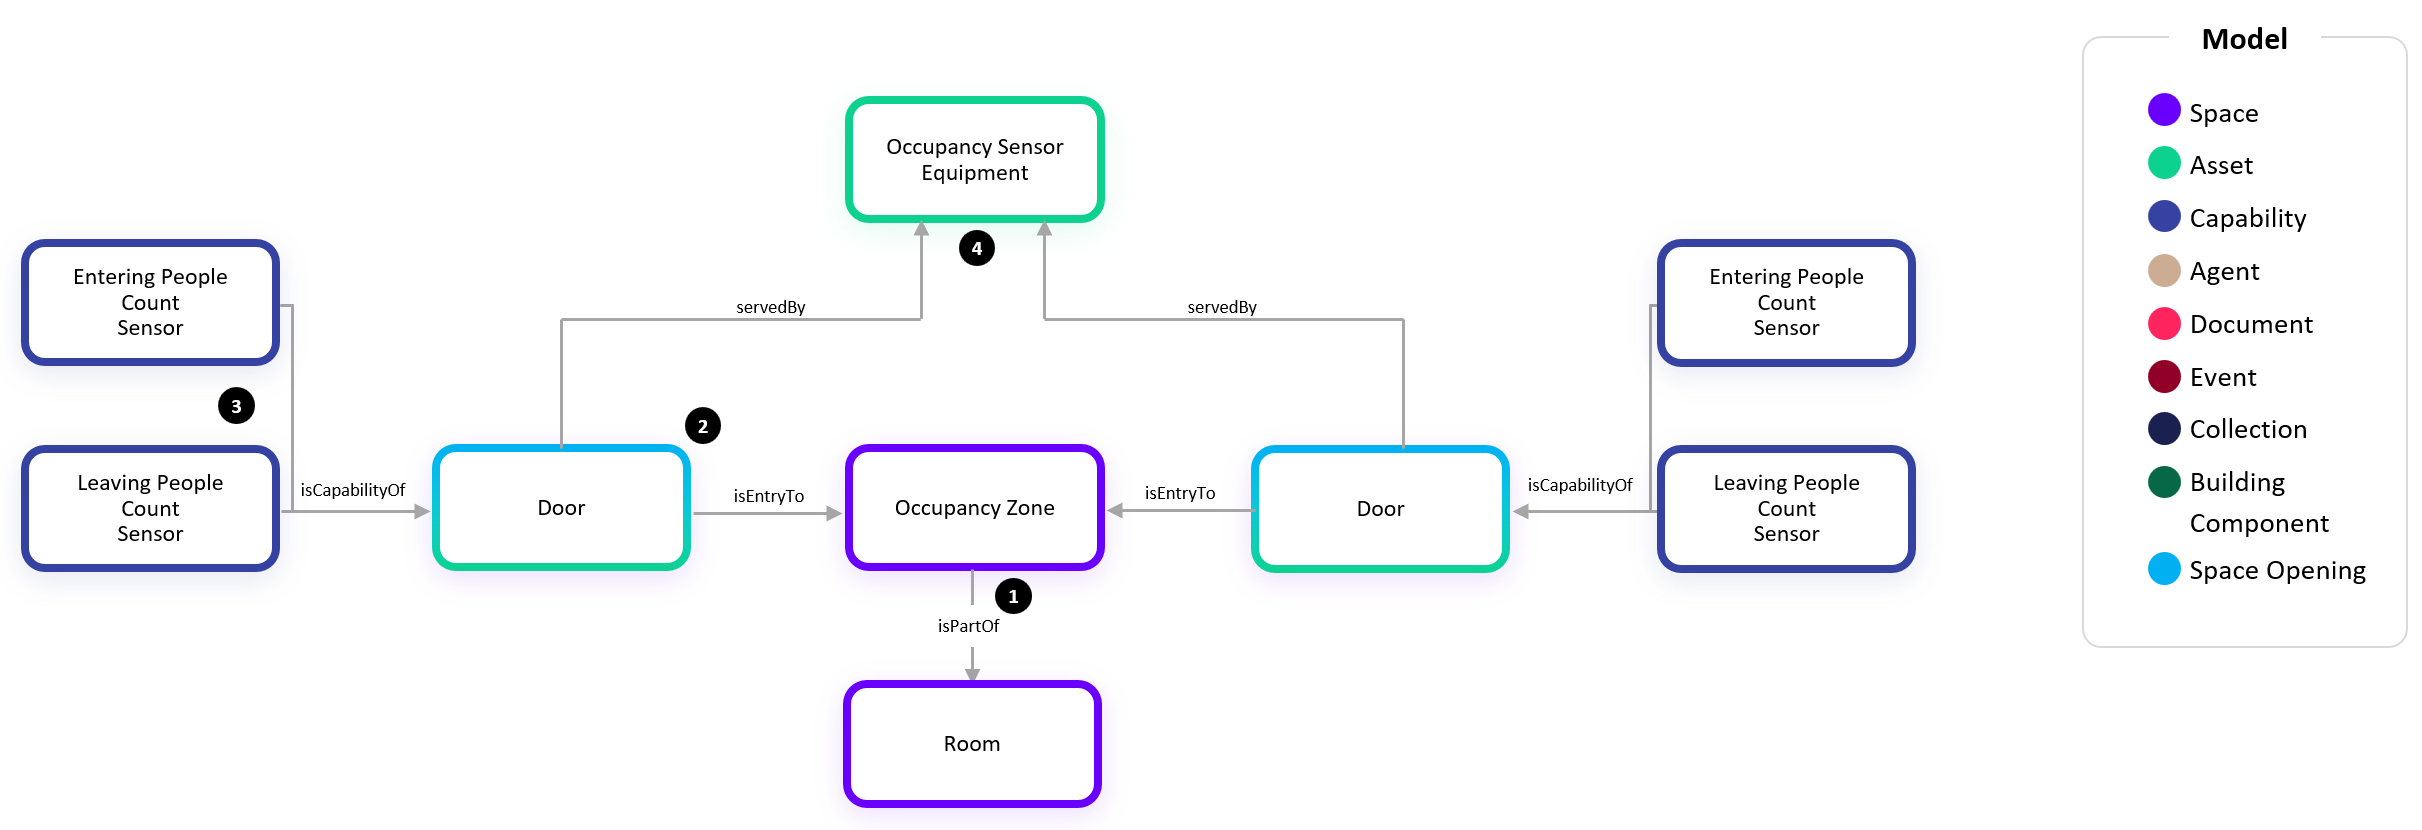 Model
Space
Asset
Capability
Agent
Document
Event
Collection
Building
Component
Space Opening
Occupancy Sensor
Equipment
4
servedBy
servedBy
Entering People
Count
Sensor
Entering People
Count
Sensor
3
2
Leaving People
Count
Sensor
isCapabilityOf
Door
isEntryTo
Occupancy Zone
isEntryTo
Door
isCapabilityOf
Leaving People
Count
Sensor
1
isPartOf
Room